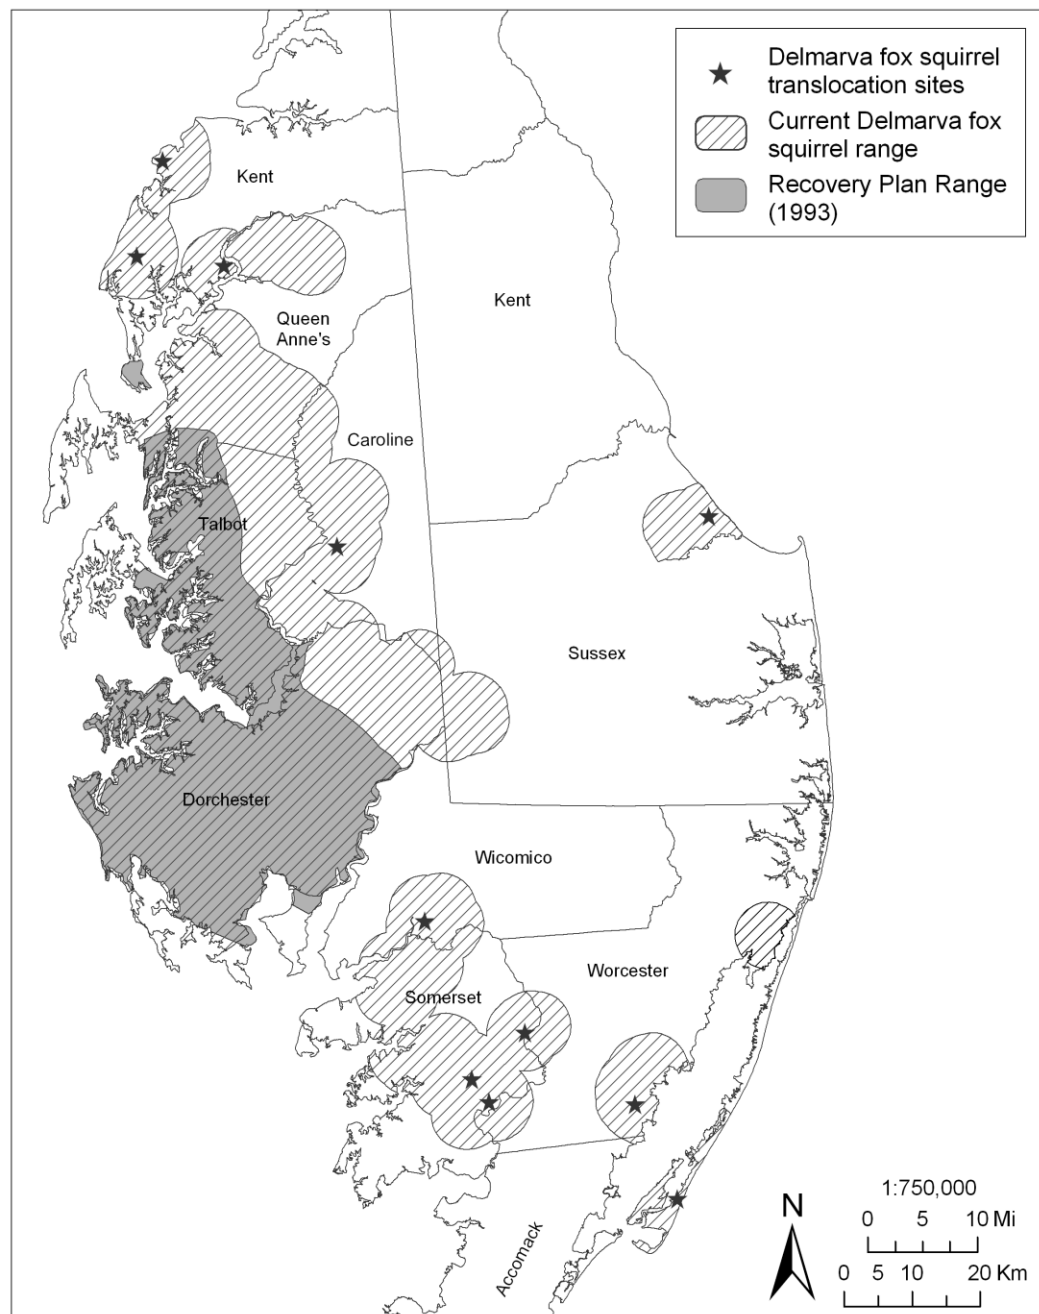 Delmarva fox squirrel
translocation sites
Current Delmarva fox
squirrel range
Recovery Plan Range
(1993)
Kent
Kent
Queen
Anne's
Caroline
Talbot
Sussex
Dorchester
Wicomico
Worcester
Somerset
Accomack
N
1:750,000
0 5 10 Mi
0 5 10 20 Km